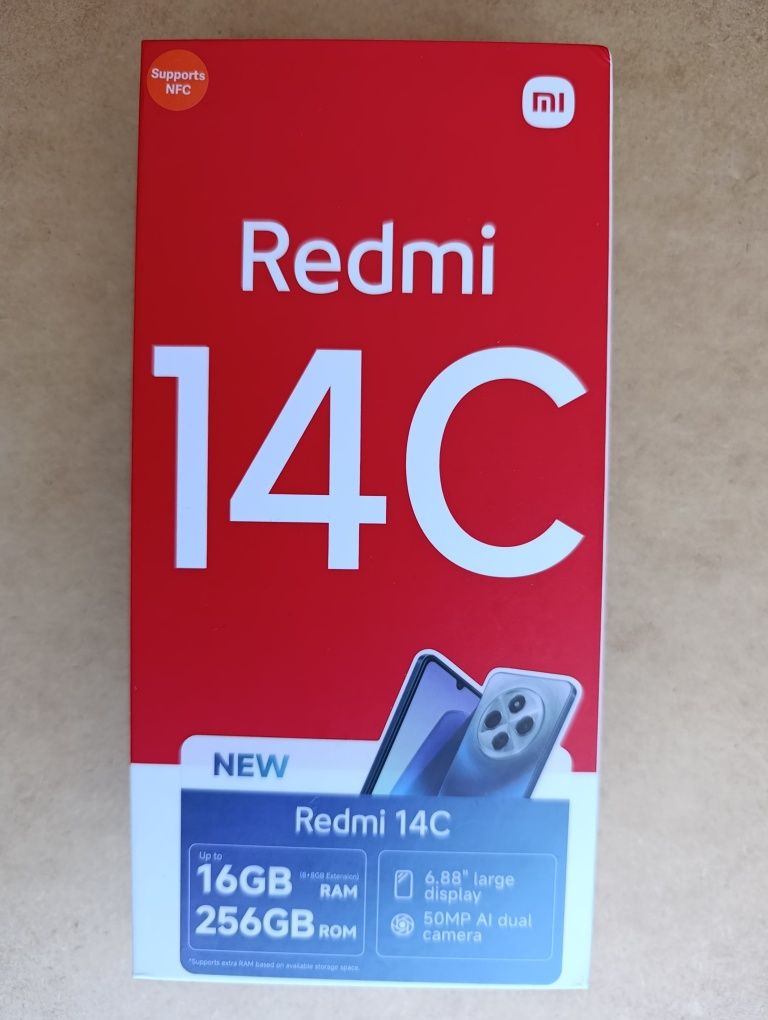 Supports
NFC
mi
Redmi
14C
NEW
Redmi 14C
Up to
16GB (8+8GB Extension)
RAM
256GB ROM
6.88" large
display
50MP AI dual
camera
*Supports extra RAM based on available storage space.